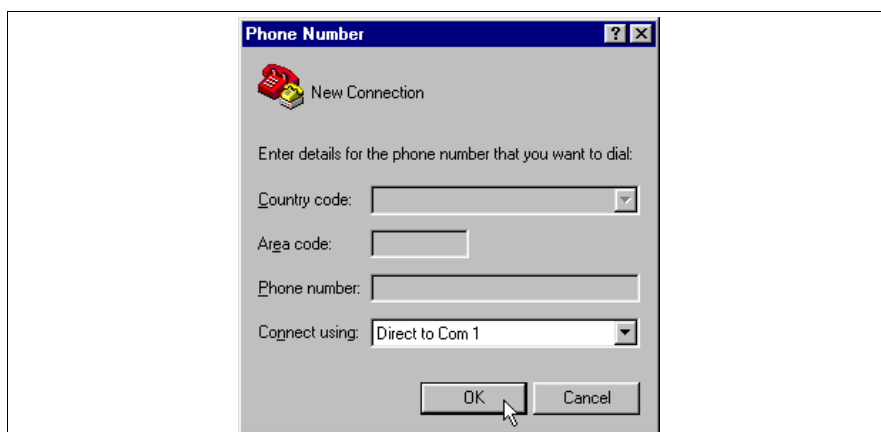 Phone Number
New Connection
Enter details for the phone number that you want to dial:
Country code:
Area code:
Phone number:
Connect using: Direct to Com 1
OK Cancel